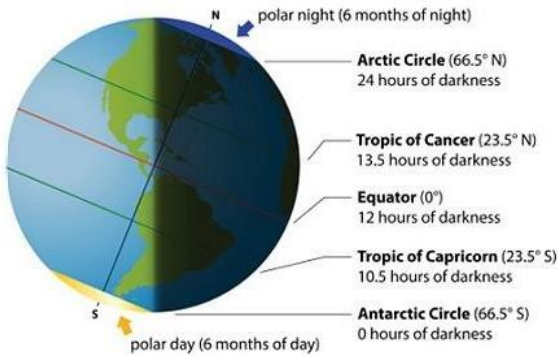 N
polar night (6 months of night)
Arctic Circle (66.5° N)
24 hours of darkness
Tropic of Cancer (23.5° N)
13.5 hours of darkness
Equator (0°)
12 hours of darkness
Tropic of Capricorn (23.5° S)
10.5 hours of darkness
Antarctic Circle (66.5° S)
0 hours of darkness
S
polar day (6 months of day)